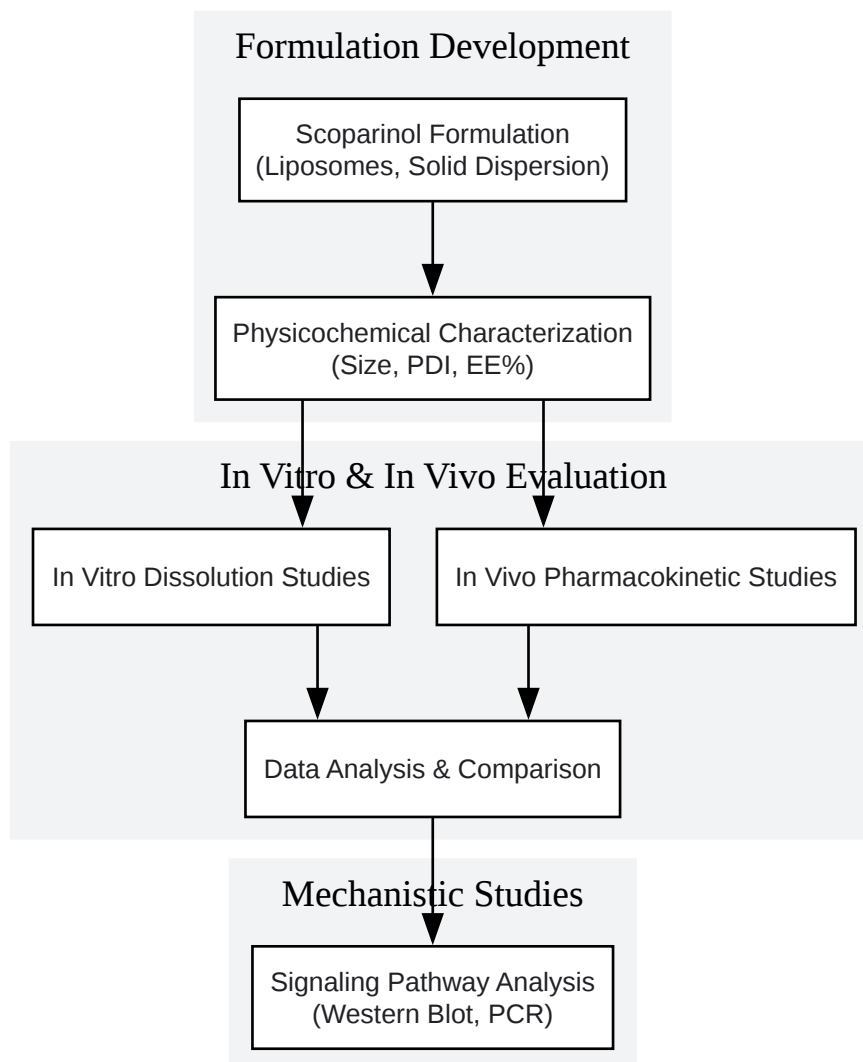 Formulation Development
Scoparinol Formulation
(Liposomes, Solid Dispersion)
Physicochemical Characterization
(Size, PDI, EE%)
In Vitro & In Vivo Evaluation
In Vitro Dissolution Studies
In Vivo Pharmacokinetic Studies
Data Analysis & Comparison
Mechanistic Studies
Signaling Pathway Analysis
(Western Blot, PCR)